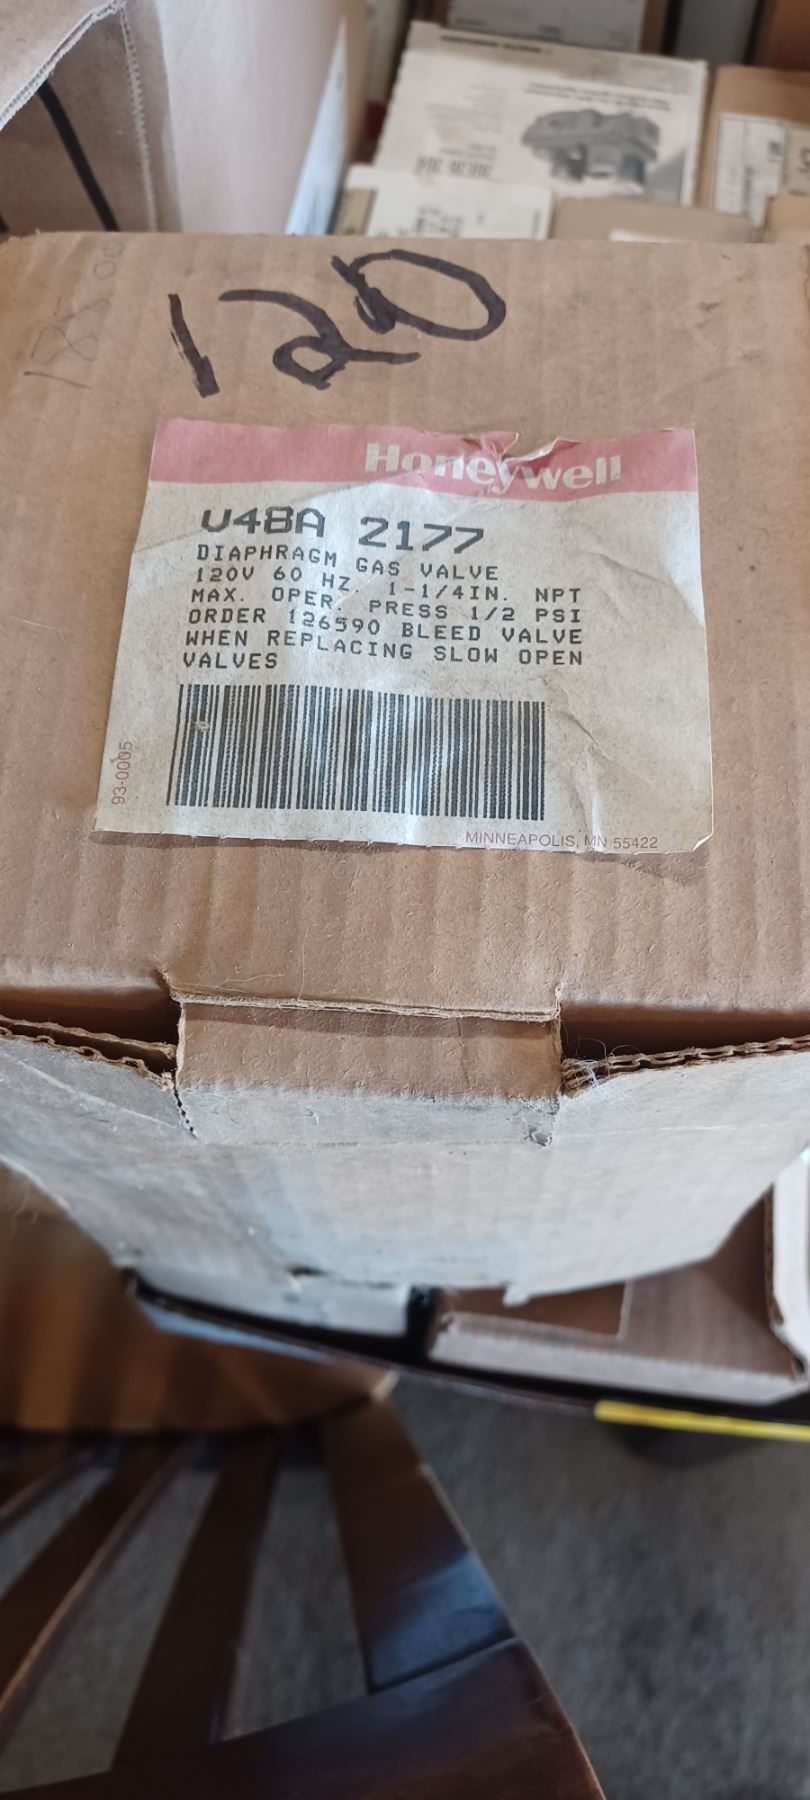 120
Honeywell
V48A 2177
DIAPHRAGM GAS VALVE
120V 60 HZ. 1-1/4IN. NPT
MAX. OPER. PRESS 1/2 PSI
ORDER 126590 BLEED VALVE
WHEN REPLACING SLOW OPEN
VALVES
93-0005
MINNEAPOLIS, MN 55422